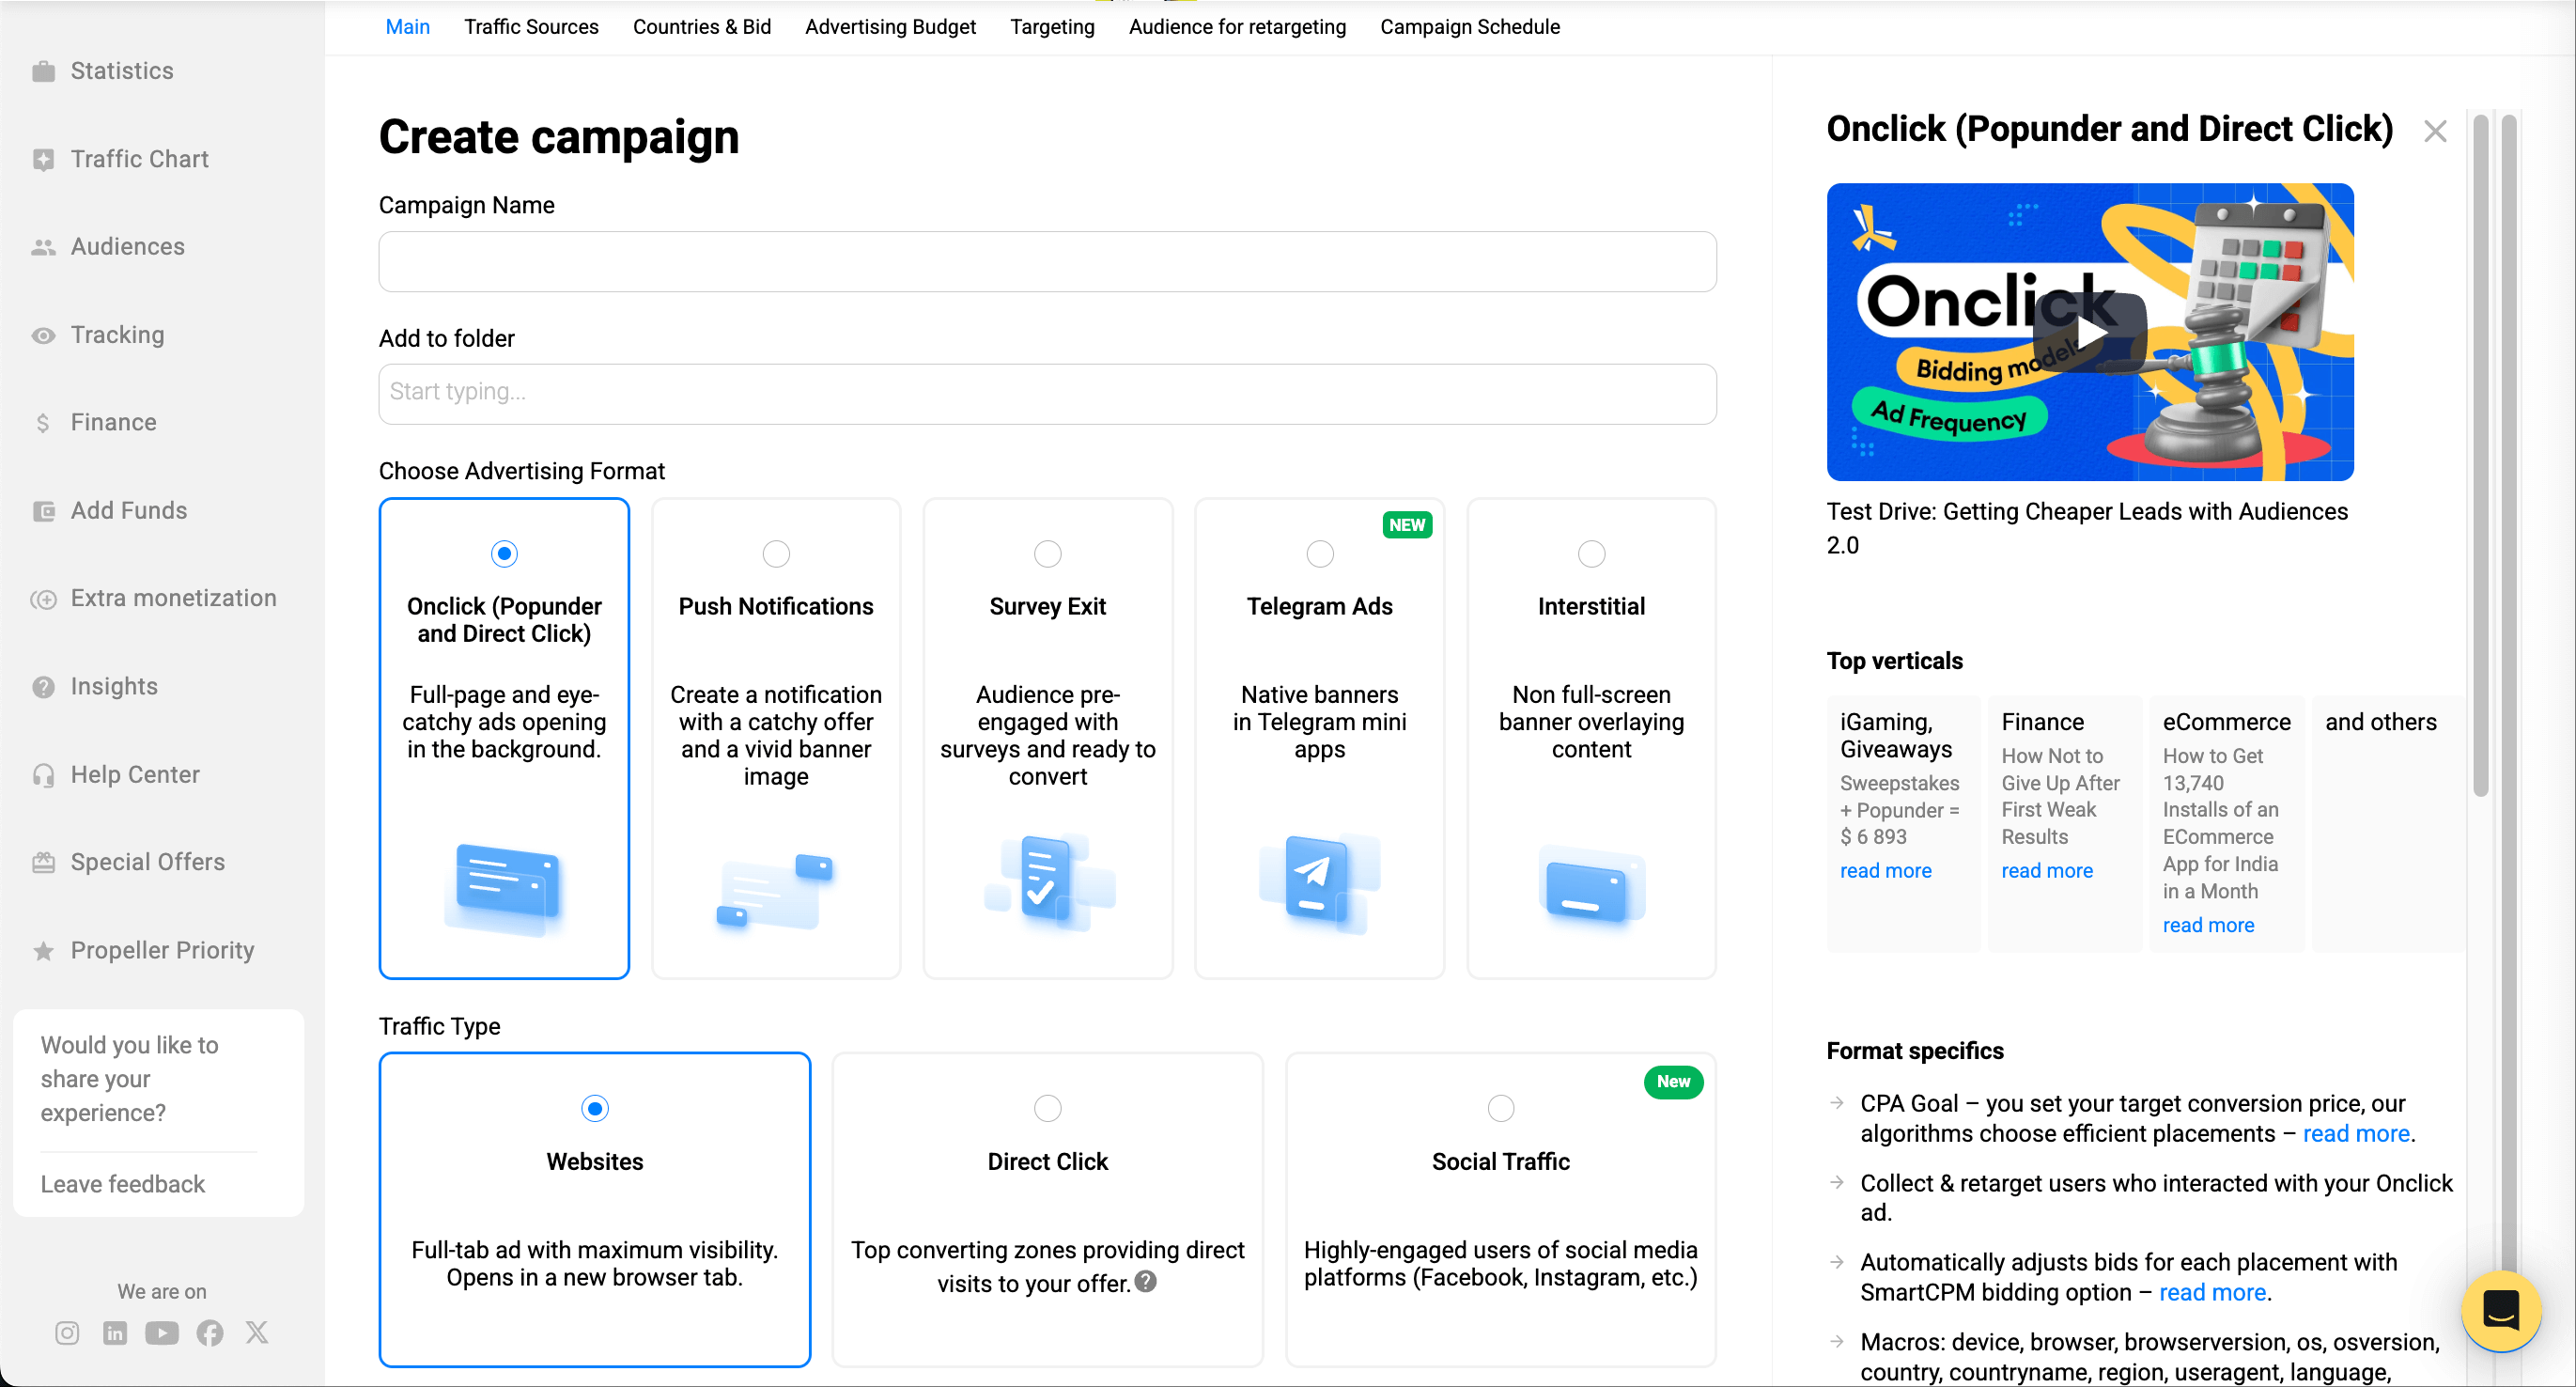 Main Traffic Sources Countries & Bid Advertising Budget Targeting Audience for retargeting Campaign Schedule
Statistics
Traffic Chart
Audiences
Tracking
Finance
Add Funds
Extra monetization
Insights
Help Center
Special Offers
Propeller Priority
Would you like to
share your
experience?
Leave feedback
We are on
Create campaign
Campaign Name
Add to folder
Start typing...
Choose Advertising Format
Onclick (Popunder
and Direct Click)
Full-page and eye-
catchy ads opening
in the background.
Push Notifications
Create a notification
with a catchy offer
and a vivid banner
image
Survey Exit
Audience pre-
engaged with
surveys and ready to
convert
NEW
Telegram Ads
Native banners
in Telegram mini
apps
Interstitial
Non full-screen
banner overlaying
content
Traffic Type
Websites
Full-tab ad with maximum visibility.
Opens in a new browser tab.
Direct Click
Top converting zones providing direct
visits to your offer.
New
Social Traffic
Highly-engaged users of social media
platforms (Facebook, Instagram, etc.)
Onclick (Popunder and Direct Click)
Onclick
Bidding models
Ad Frequency
Test Drive: Getting Cheaper Leads with Audiences
2.0
Top verticals
iGaming,
Giveaways
Sweepstakes
+ Popunder =
$ 6 893
read more
Finance
How Not to
Give Up After
First Weak
Results
read more
eCommerce
How to Get
13,740
Installs of an
ECommerce
App for India
in a Month
read more
and others
Format specifics
CPA Goal – you set your target conversion price, our
algorithms choose efficient placements – read more.
Collect & retarget users who interacted with your Onclick
ad.
Automatically adjusts bids for each placement with
SmartCPM bidding option – read more.
Macros: device, browser, browserversion, os, osversion,
country, countryname, region, useragent, language,